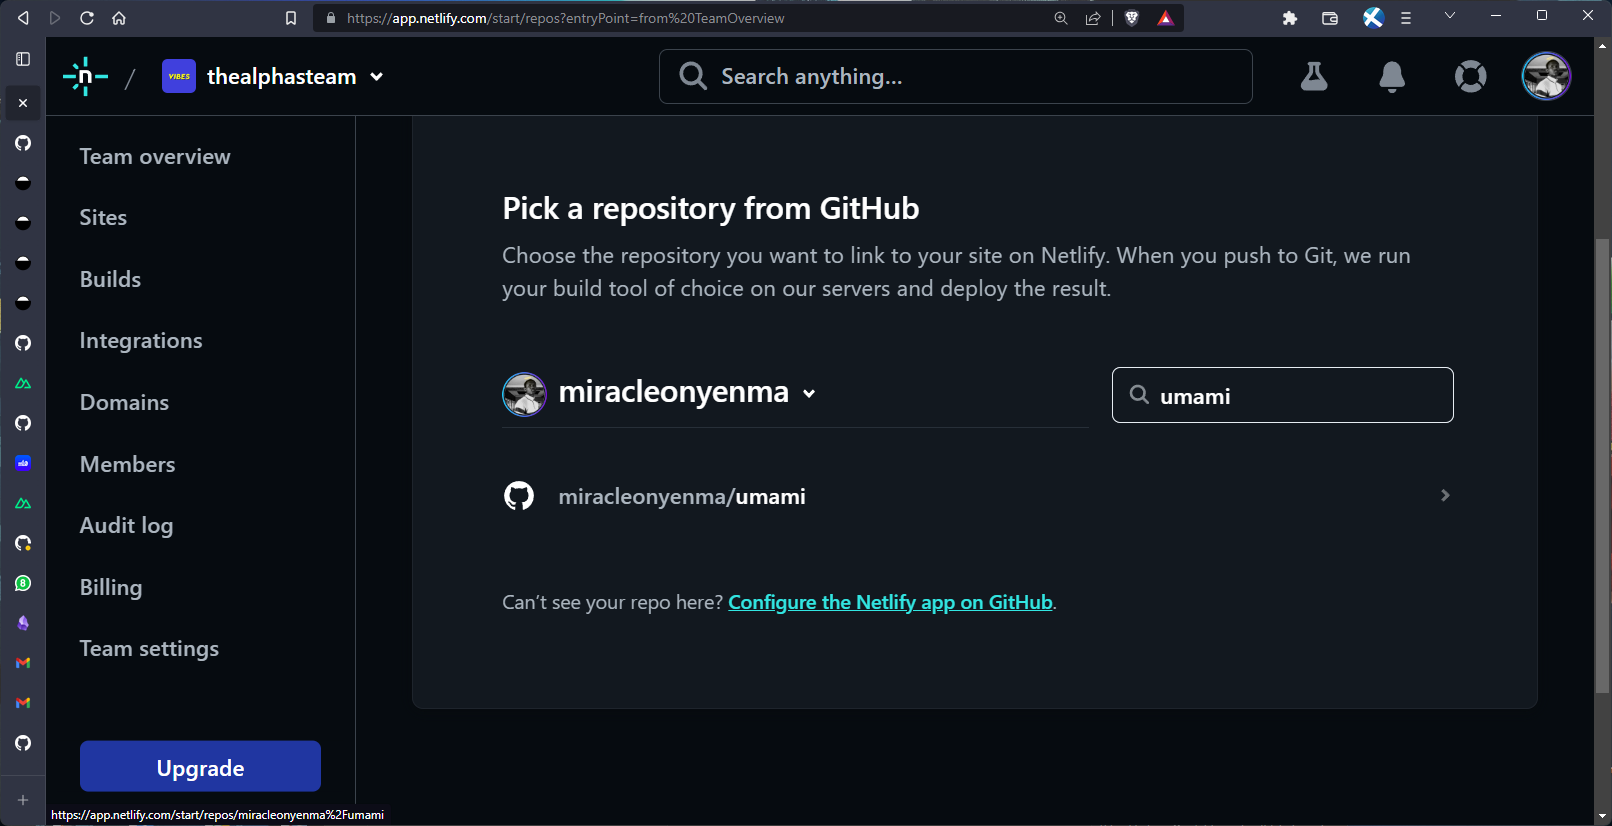 https://app.netlify.com/start/repos?entryPoint=from%20TeamOverview
n / VIBES thealphasteam
Search anything...
Team overview
Sites
Builds
Integrations
Domains
Members
Audit log
Billing
Team settings
Upgrade
Pick a repository from GitHub
Choose the repository you want to link to your site on Netlify. When you push to Git, we run
your build tool of choice on our servers and deploy the result.
miracleonyenma
umami
miracleonyenma/umami
Can’t see your repo here? Configure the Netlify app on GitHub.
8
https://app.netlify.com/start/repos/miracleonyenma%2Fumami